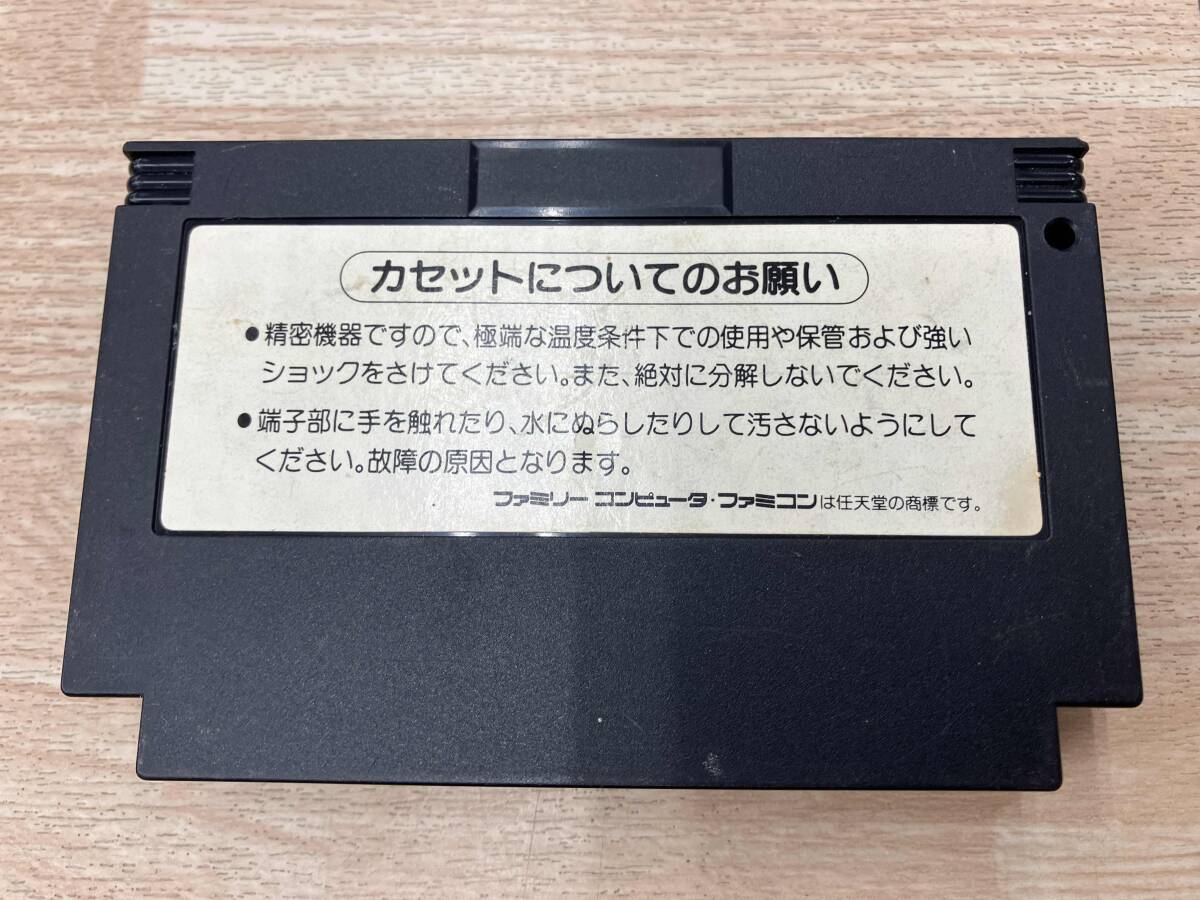 カセットについてのお願い
●精密機器ですので、極端な温度条件下での使用や保管および強い
ショックをさけてください。また、絶対に分解しないでください。
●端子部に手を触れたり、水にぬらしたりして汚さないようにして
ください。故障の原因となります。
ファミリーコンピュータ・ファミコンは任天堂の商標です。